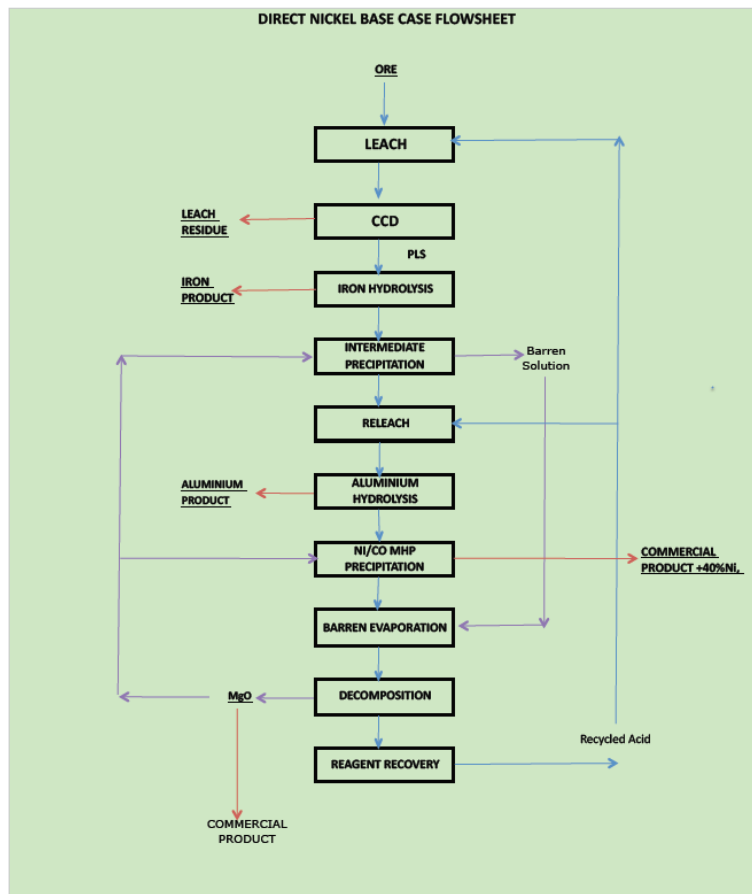 DIRECT NICKEL BASE CASE FLOWSHEET
ORE
LEACH
LEACH
RESIDUE
CCD
PLS
IRON
PRODUCT
IRON HYDROLYSIS
INTERMEDIATE
PRECIPITATION
Barren
Solution
RELEACH
ALUMINIUM
PRODUCT
ALUMINIUM
HYDROLYSIS
NI/CO MHP
PRECIPITATION
COMMERCIAL
PRODUCT +40%Ni,
BARREN EVAPORATION
MgO
DECOMPOSITION
Recycled Acid
REAGENT RECOVERY
COMMERCIAL
PRODUCT